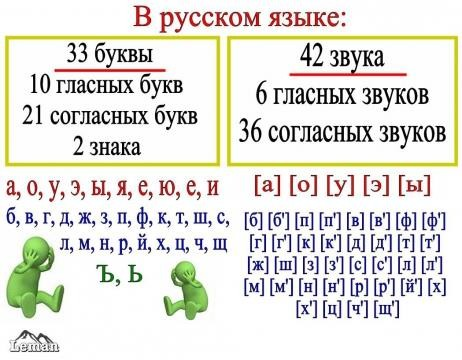 В русском языке:
33 буквы
10 гласных букв
21 согласных букв
2 знака
42 звука
6 гласных звуков
36 согласных звуков
а, о, у, э, ы, я, е, ю, е, и
б, в, г, д, ж, з, п, ф, к, т, ш, с,
л, м, н, р, й, х, ц, ч, щ
Ъ, Ь
[а] [о] [у] [э] [ы]
[б] [б'] [п] [п'] [в] [в'] [ф] [ф']
[г] [г'] [к] [к'] [д] [д'] [т] [т']
[ж] [ш] [з] [з'] [с] [с'] [л] [л']
[м] [м'] [н] [н'] [р] [р'] [й'] [х]
[х'] [ц] [ч'] [щ']
Leman